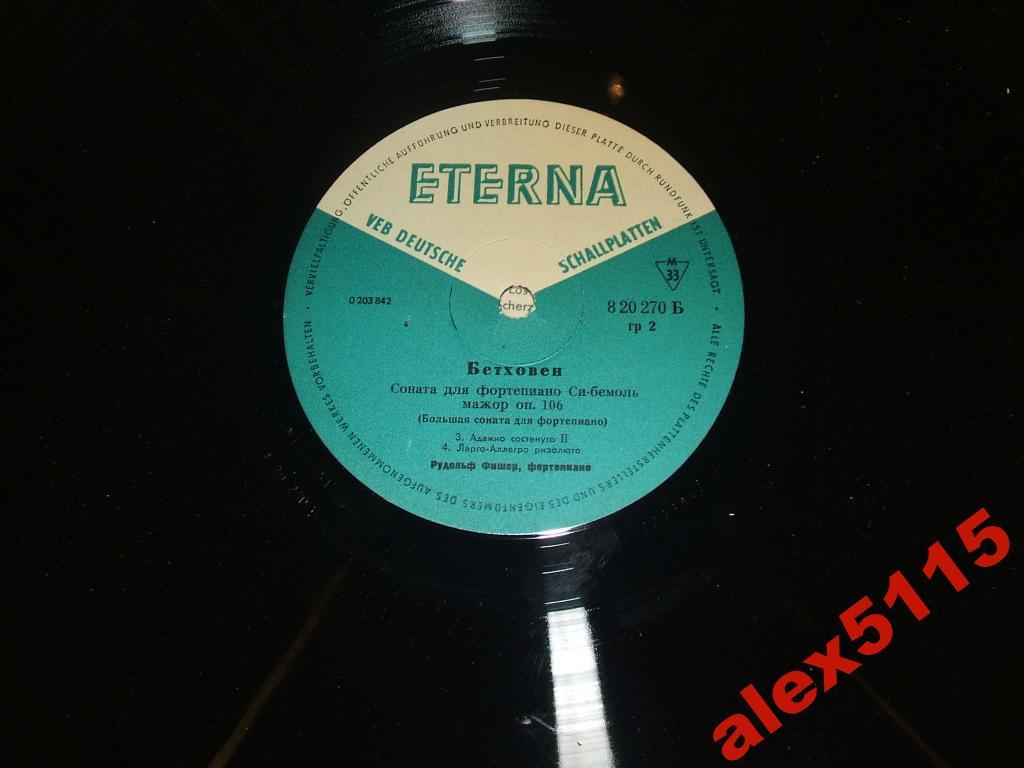 VERVIELFÄLTIGUNG, ÖFFENTLICHE AUFFÜHRUNG UND VERBREITUNG DIESER PLATTE DURCH RUNDFUNK IST UNTERSAGT · ALLE RECHTE DES PLATTENHERSTELLERS UND DES EIGENTÜMERS DES AUFGENOMMENEN WERKES VORBEHALTEN ·
ETERNA
VEB DEUTSCHE SCHALLPLATTEN
M
33
0 203 842
8 20 270 Б
гр 2
Los
cherz
Бетховен
Соната для фортепиано Си-бемоль
мажор оп. 106
(Большая соната для фортепиано)
3. Адажио состенуто II
4. Ларго-Аллегро ризолюто
Рудольф Фишер, фортепиано
alex5115